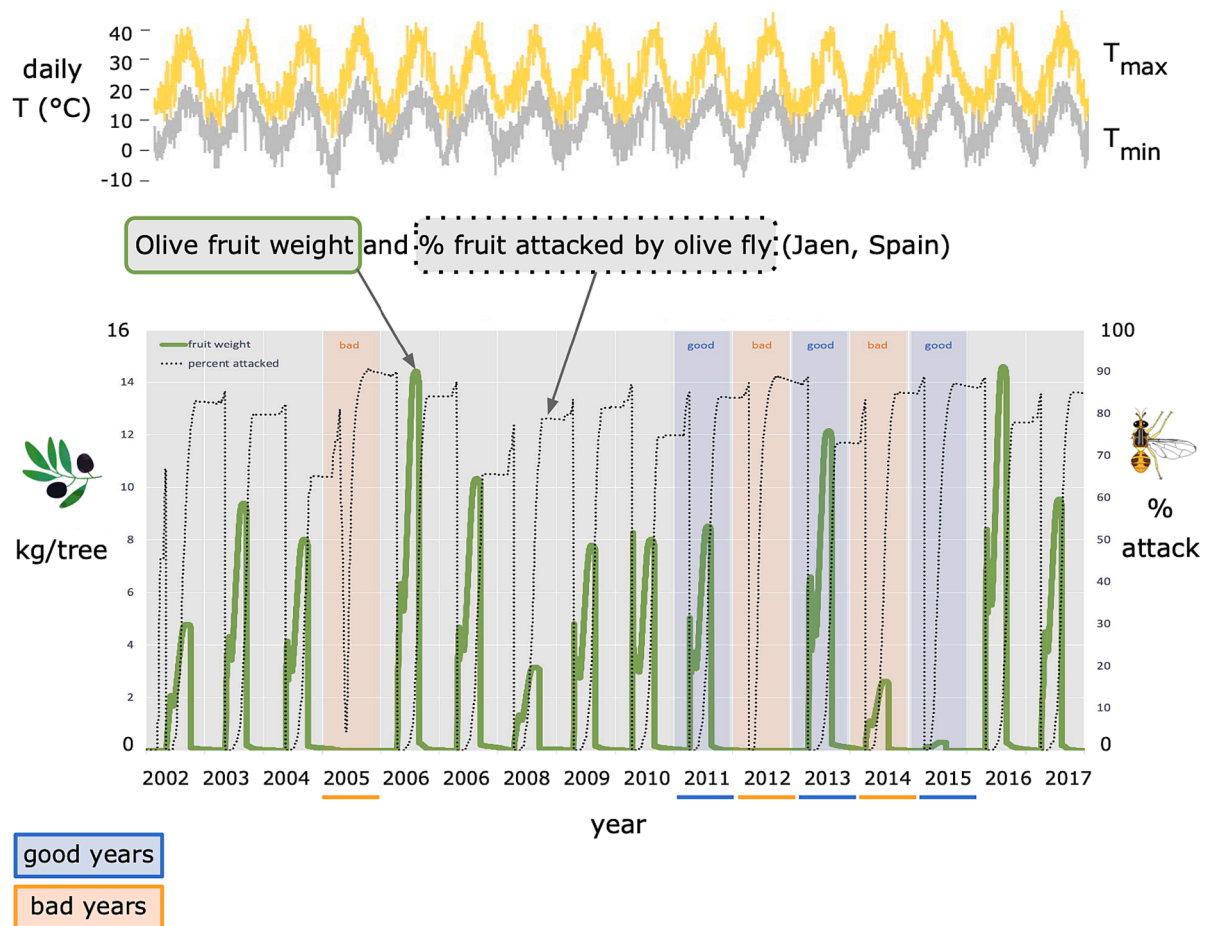 40
30
20
10
0
-10
daily
T (°C)
Tmax
Tmin
Olive fruit weight and % fruit attacked by olive fly (Jaen, Spain)
16
14
12
10
8
6
4
2
0
kg/tree
fruit weight
percent attacked
bad
good
bad
good
bad
good
100
90
80
70
60
50
40
30
20
10
0
%
attack
2002 2003 2004 2005 2006 2006 2008 2009 2010 2011 2012 2013 2014 2015 2016 2017
year
good years
bad years